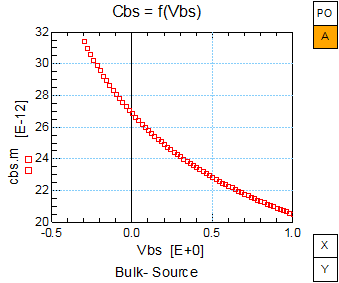 Cbs = f(Vbs)
PO
A
32
30
28
26
24
22
20
cbs.m [E-12]
-0.5
0.0
0.5
1.0
Vbs [E+0]
Bulk- Source
X
Y